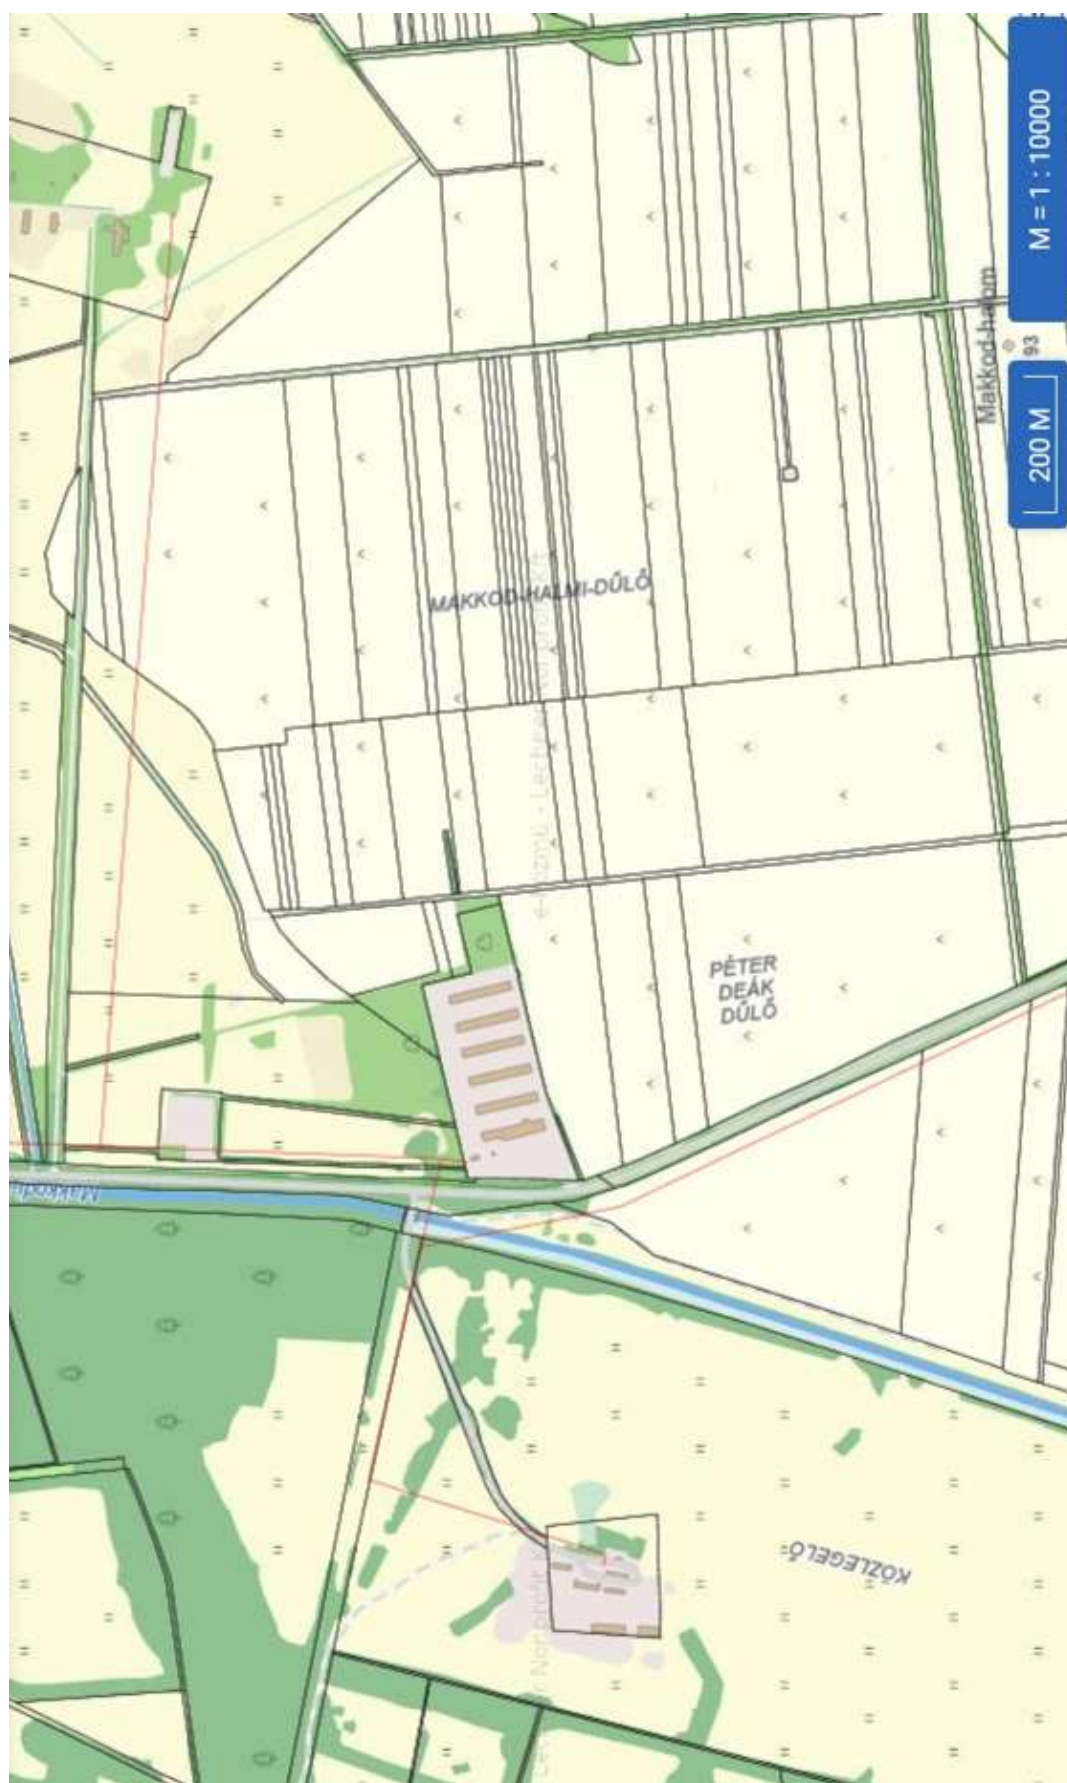 M = 1 : 10000
200 M
Makkod-halom
93
MAKKOD-HALMI-DŰLŐ
PÉTER
DEÁK
DŰLŐ
KÖZLEGELŐ